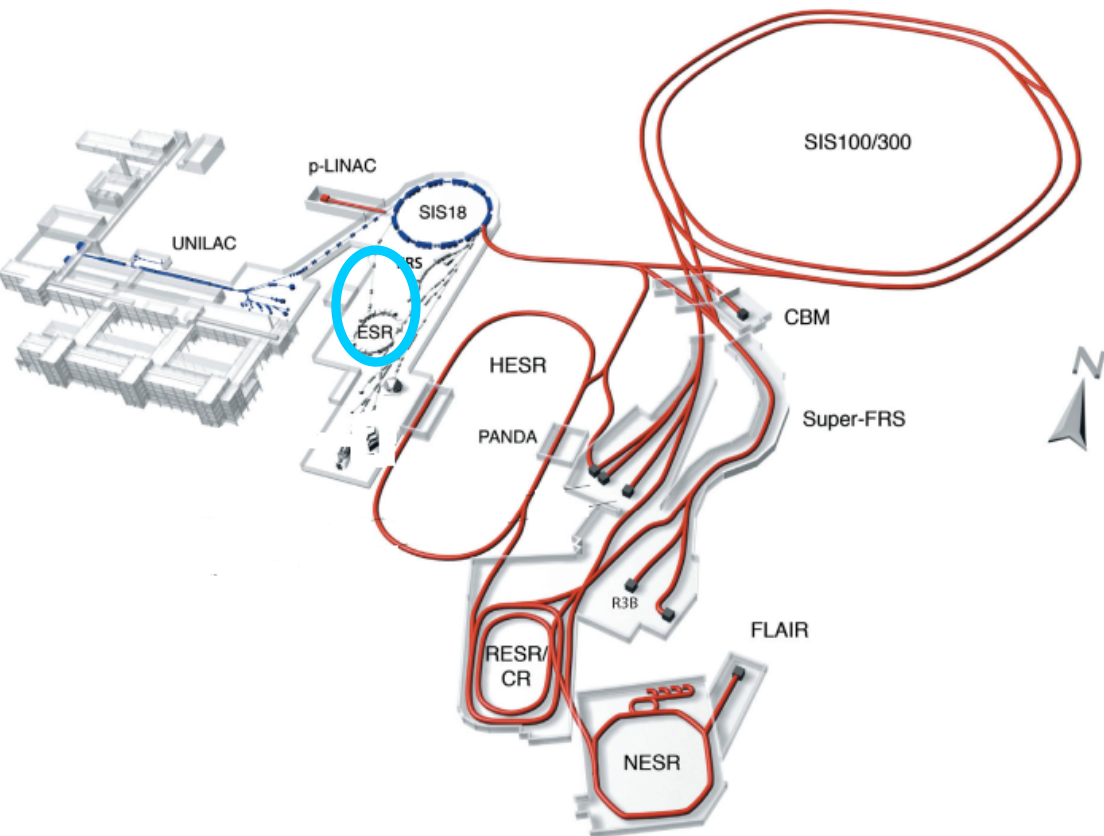 SIS100/300
p-LINAC
SIS18
UNILAC
ESR
CBM
N
HESR
Super-FRS
PANDA
R3B
FLAIR
RESR/
CR
NESR